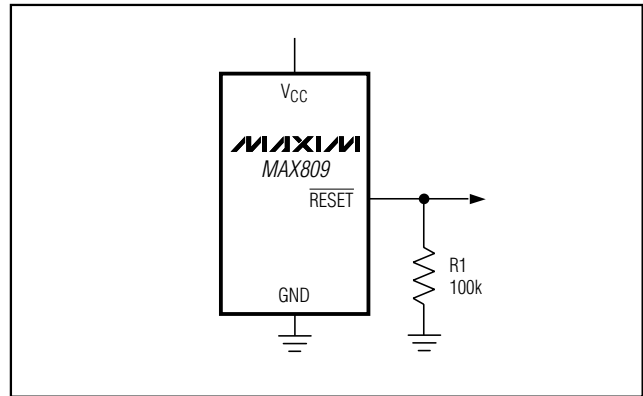 VCC
MAXIM
MAX809
RESET
R1
100k
GND